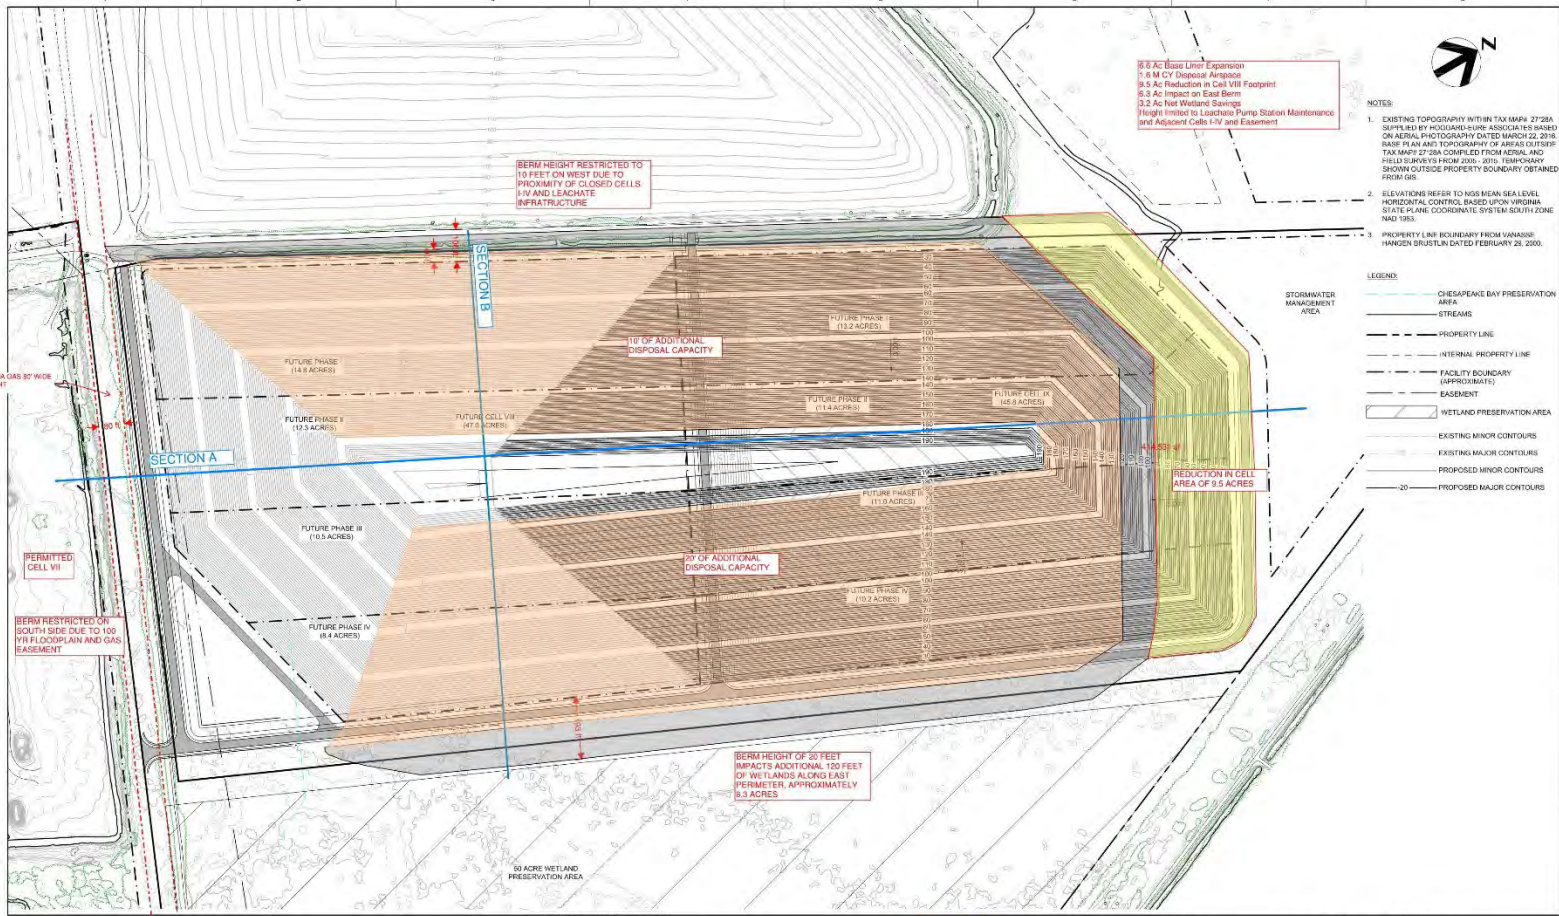 6.6 Ac Base Liner Expansion
1.6 M CY Disposal Airspace
9.5 Ac Reduction in Cell VIII Footprint
6.3 Ac Impact on East Berm
3.2 Ac Net Wetland Savings
Height limited to Leachate Pump Station Maintenance
and Adjacent Cells I-IV and Easement
N
NOTES:
1. EXISTING TOPOGRAPHY WITHIN TAX MAP# 27*28A
SUPPLIED BY HOGGARD-EURE ASSOCIATES BASED
ON AERIAL PHOTOGRAPHY DATED MARCH 22, 2016.
BASE PLAN AND TOPOGRAPHY OF AREAS OUTSIDE
TAX MAP# 27*28A COMPILED FROM AERIAL AND
FIELD SURVEYS FROM 2005 - 2015. TEMPORARY
SHOWN OUTSIDE PROPERTY BOUNDARY OBTAINED
FROM GIS.
2. ELEVATIONS REFER TO NGS MEAN SEA LEVEL
HORIZONTAL CONTROL BASED UPON VIRGINIA
STATE PLANE COORDINATE SYSTEM SOUTH ZONE
NAD 1983.
3. PROPERTY LINE BOUNDARY FROM VANASSE
HANGEN BRUSTLIN DATED FEBRUARY 29, 2000.
LEGEND:
CHESAPEAKE BAY PRESERVATION
AREA
STREAMS
PROPERTY LINE
INTERNAL PROPERTY LINE
FACILITY BOUNDARY
(APPROXIMATE)
EASEMENT
WETLAND PRESERVATION AREA
EXISTING MINOR CONTOURS
EXISTING MAJOR CONTOURS
PROPOSED MINOR CONTOURS
20 PROPOSED MAJOR CONTOURS
BERM HEIGHT RESTRICTED TO
10 FEET ON WEST DUE TO
PROXIMITY OF CLOSED CELLS
I-IV AND LEACHATE
INFRATRUCTURE
SECTION B
STORMWATER
MANAGEMENT
AREA
10' OF ADDITIONAL
DISPOSAL CAPACITY
FUTURE PHASE I
(13.2 ACRES)
FUTURE PHASE
(14.8 ACRES)
A GAS 80' WIDE
80 ft
FUTURE PHASE II
(12.3 ACRES)
FUTURE CELL VIII
FUTURE PHASE II
(11.4 ACRES)
FUTURE CELL IX
(45.8 ACRES)
SECTION A
REDUCTION IN CELL
AREA OF 9.5 ACRES
FUTURE PHASE III
(11.0 ACRES)
FUTURE PHASE III
(10.5 ACRES)
PERMITTED
CELL VII
20' OF ADDITIONAL
DISPOSAL CAPACITY
FUTURE PHASE IV
(10.2 ACRES)
BERM RESTRICTED ON
SOUTH SIDE DUE TO 100
YR FLOODPLAIN AND GAS
EASEMENT
FUTURE PHASE IV
(8.4 ACRES)
BERM HEIGHT OF 20 FEET
IMPACTS ADDITIONAL 120 FEET
OF WETLANDS ALONG EAST
PERIMETER, APPROXIMATELY
6.3 ACRES
60 ACRE WETLAND
PRESERVATION AREA